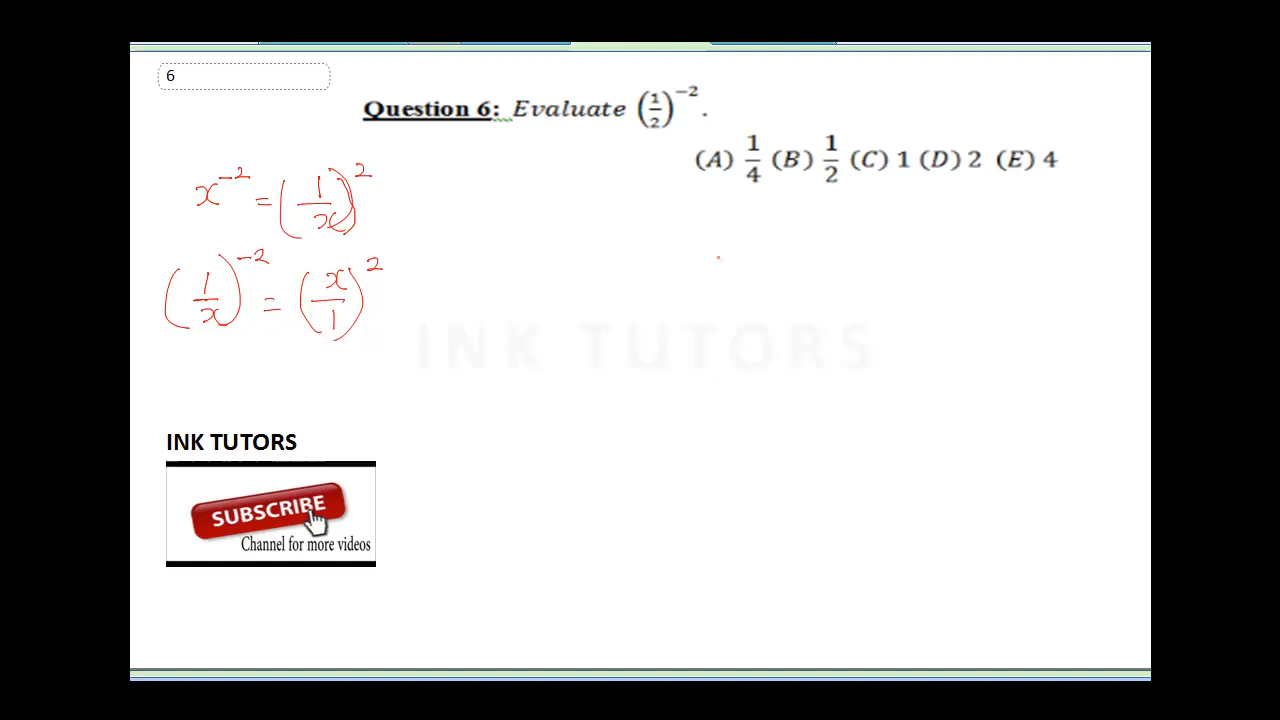 6
Question 6: Evaluate (1/2)^−2.
(A) 1/4 (B) 1/2 (C) 1 (D) 2 (E) 4
x^−2 = (1/x)^2
(1/x)^−2 = (x/1)^2
INK TUTORS
INK TUTORS
SUBSCRIBE
Channel for more videos